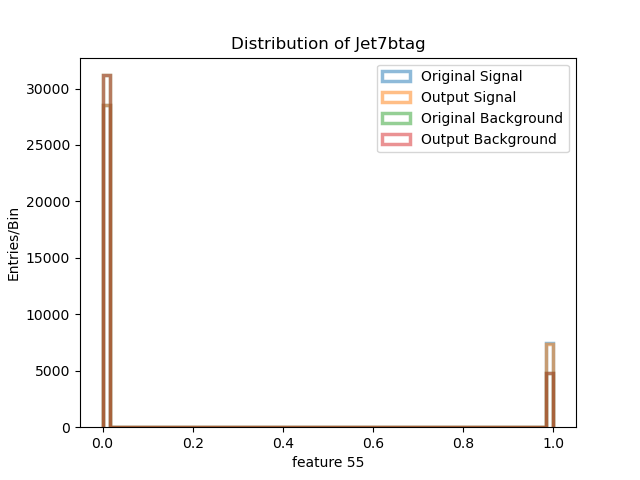 Distribution of Jet7btag
Original Signal
Output Signal
Original Background
Output Background
Entries/Bin
30000
25000
20000
15000
10000
5000
0
0.0 0.2 0.4 0.6 0.8 1.0
feature 55